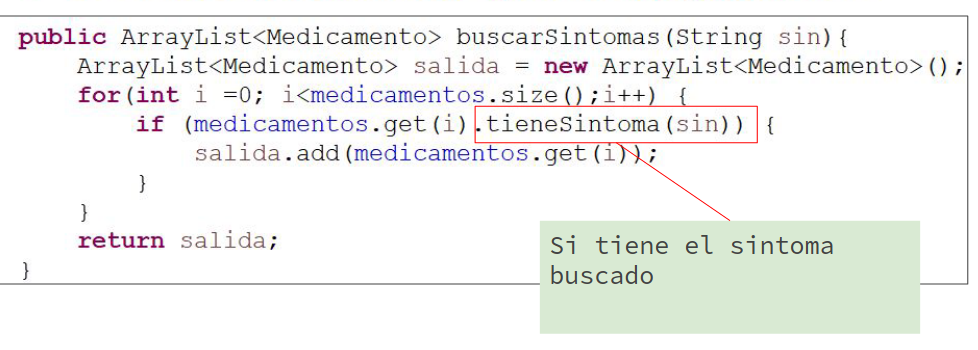 public ArrayList<Medicamento> buscarSintomas(String sin){
ArrayList<Medicamento> salida = new ArrayList<Medicamento>();
for(int i =0; i<medicamentos.size();i++) {
if (medicamentos.get(i).tieneSintoma(sin)) {
salida.add(medicamentos.get(i));
}
}
return salida;
}
Si tiene el sintoma
buscado